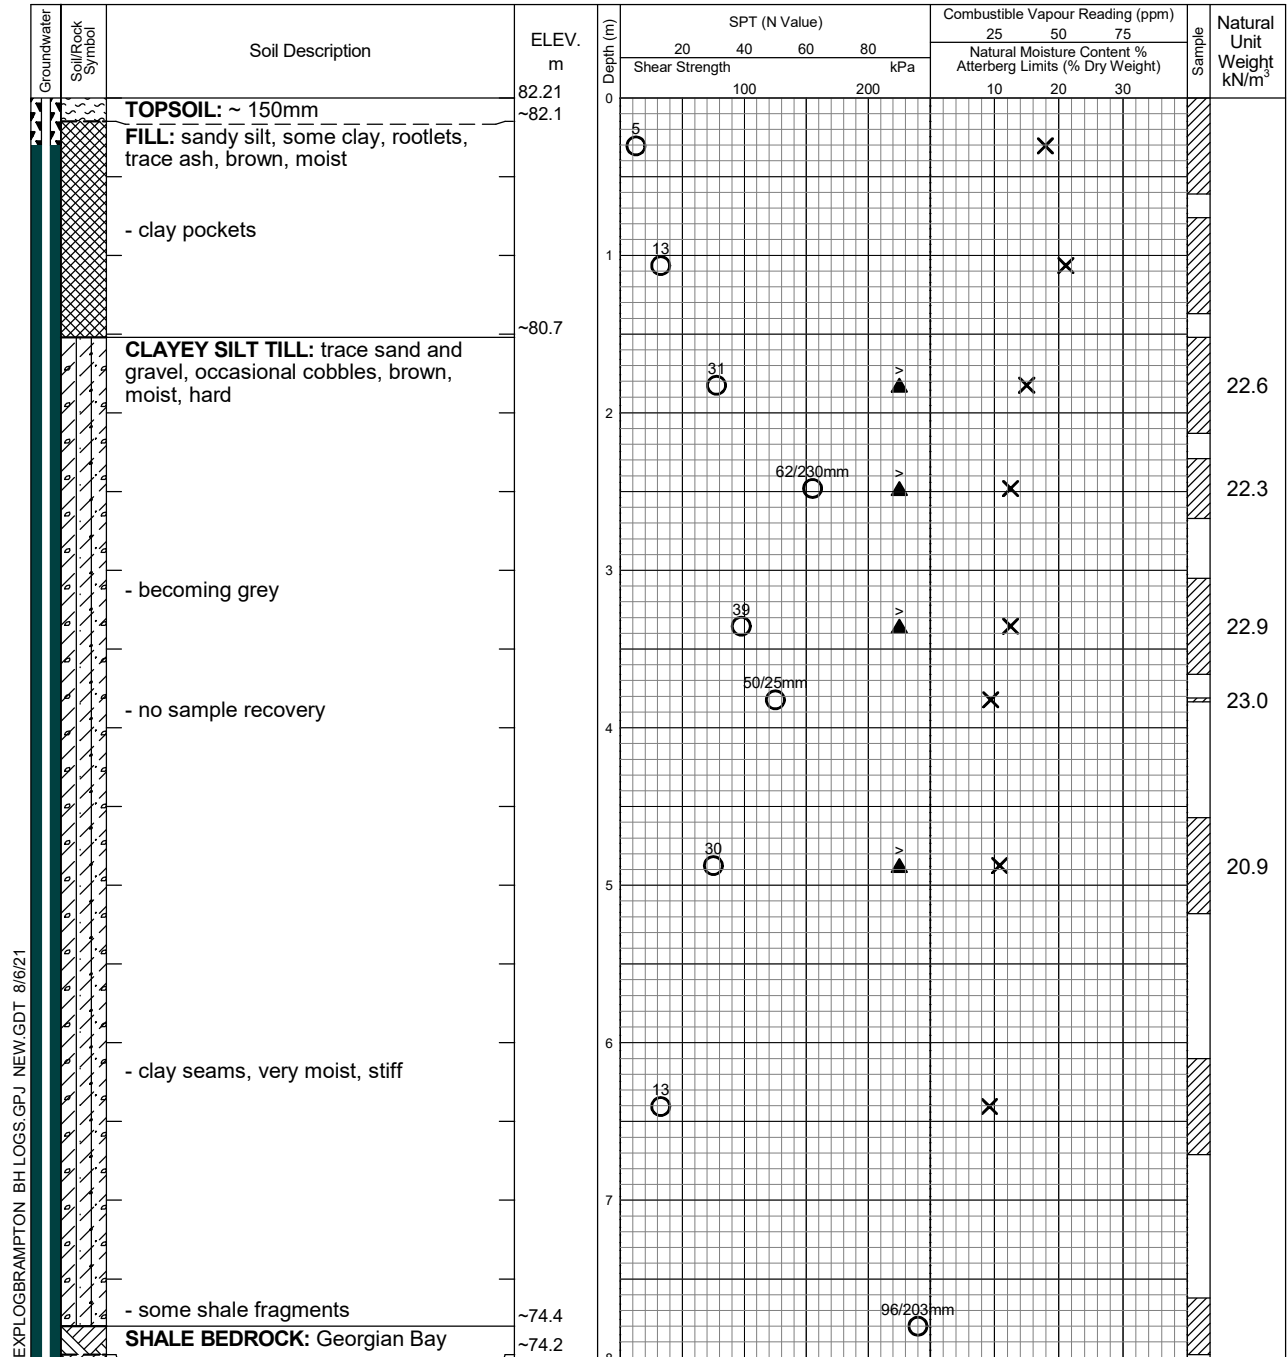 Groundwater
Soil/Rock
Symbol
Soil Description
ELEV.
m
Depth (m)
SPT (N Value)
20 40 60 80
Shear Strength kPa
100 200
Combustible Vapour Reading (ppm)
25 50 75
Natural Moisture Content %
Atterberg Limits (% Dry Weight)
10 20 30
Sample
Natural
Unit
Weight
kN/m³
82.21
0
TOPSOIL: ~ 150mm
~82.1
FILL: sandy silt, some clay, rootlets,
trace ash, brown, moist
5
- clay pockets
13
1
~80.7
CLAYEY SILT TILL: trace sand and
gravel, occasional cobbles, brown,
moist, hard
31
>
22.6
2
62/230mm
>
22.3
3
- becoming grey
39
>
22.9
50/25mm
23.0
- no sample recovery
4
30
>
20.9
5
6
- clay seams, very moist, stiff
13
7
- some shale fragments
96/203mm
~74.4
SHALE BEDROCK: Georgian Bay
~74.2
8
EXPLOGBRAMPTON BH LOGS.GPJ NEW.GDT 8/6/21